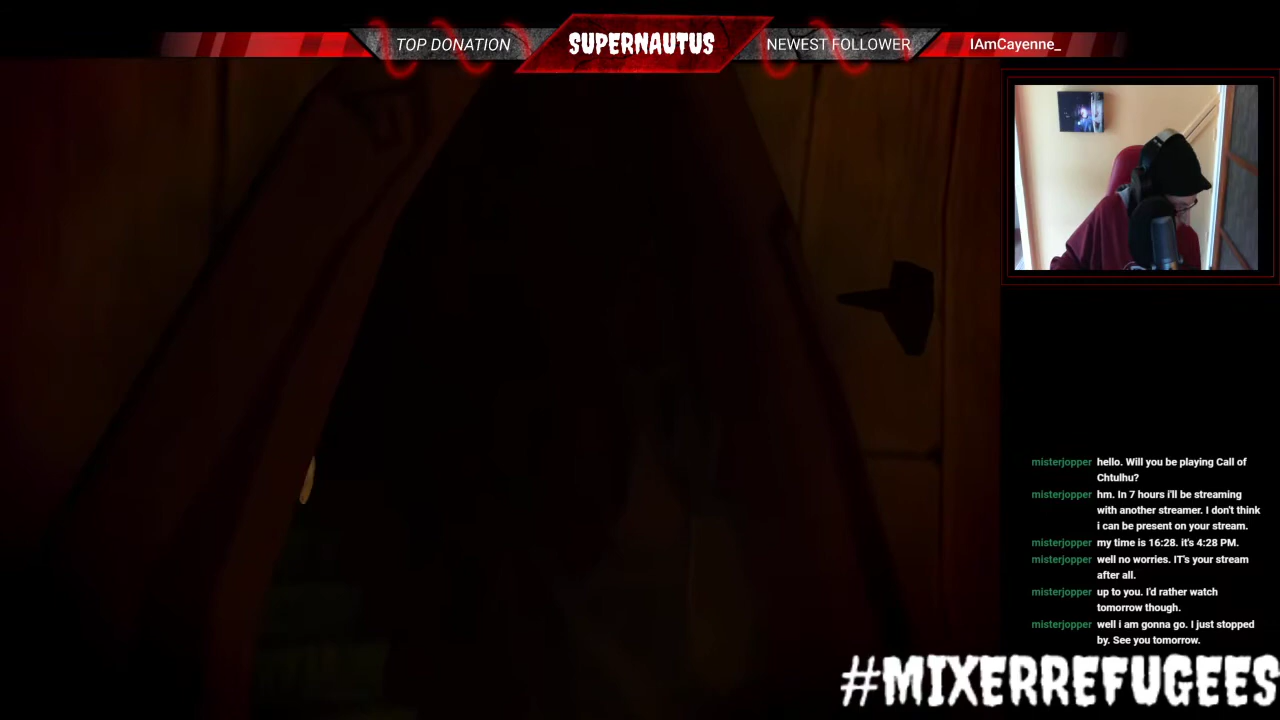 TOP DONATION
SUPERNAUTUS
NEWEST FOLLOWER
IAmCayenne_
misterjopper hello. Will you be playing Call of
Chtulhu?
misterjopper hm. In 7 hours i'll be streaming
with another streamer. I don't think
i can be present on your stream.
misterjopper my time is 16:28. it's 4:28 PM.
misterjopper well no worries. IT's your stream
after all.
misterjopper up to you. I'd rather watch
tomorrow though.
misterjopper well i am gonna go. I just stopped
by. See you tomorrow.
#MIXERREFUGEES